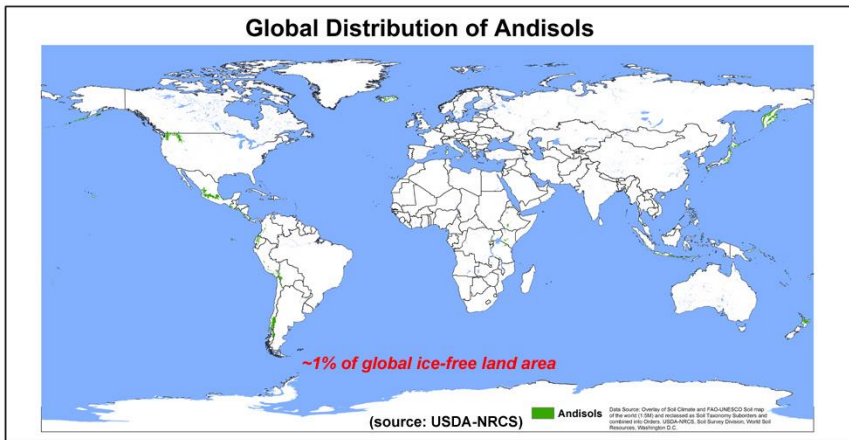 Global Distribution of Andisols
~1% of global ice-free land area
(source: USDA-NRCS)
Andisols
Data Source: Overlay of Soil Climate and FAO-UNESCO Soil map
of the world (1:5M) and reclassed as Soil Taxonomy Suborders and
combined into Orders. USDA-NRCS, Soil Survey Division, World Soil
Resources, Washington D.C.